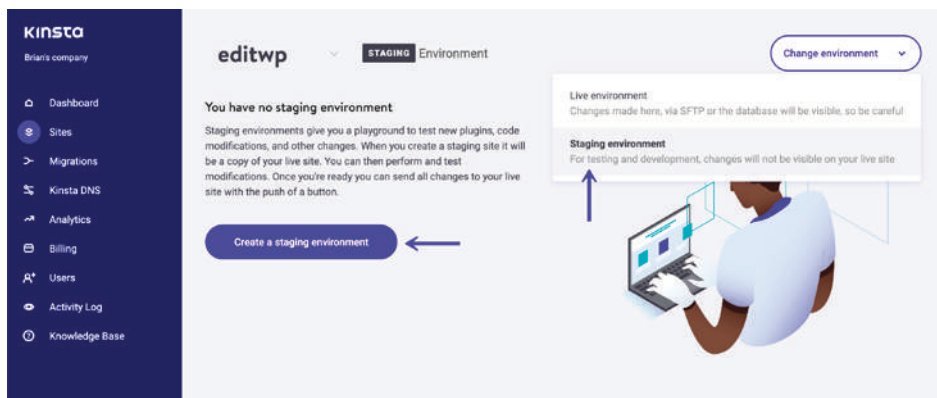 KINSTA
Brian's company
Dashboard
Sites
Migrations
Kinsta DNS
Analytics
Billing
Users
Activity Log
Knowledge Base
editwp STAGING Environment
Change environment
You have no staging environment
Staging environments give you a playground to test new plugins, code
modifications, and other changes. When you create a staging site it will
be a copy of your live site. You can then perform and test
modifications. Once you're ready you can send all changes to your live
site with the push of a button.
Create a staging environment
Live environment
Changes made here, via SFTP or the database will be visible, so be careful
Staging environment
For testing and development, changes will not be visible on your live site